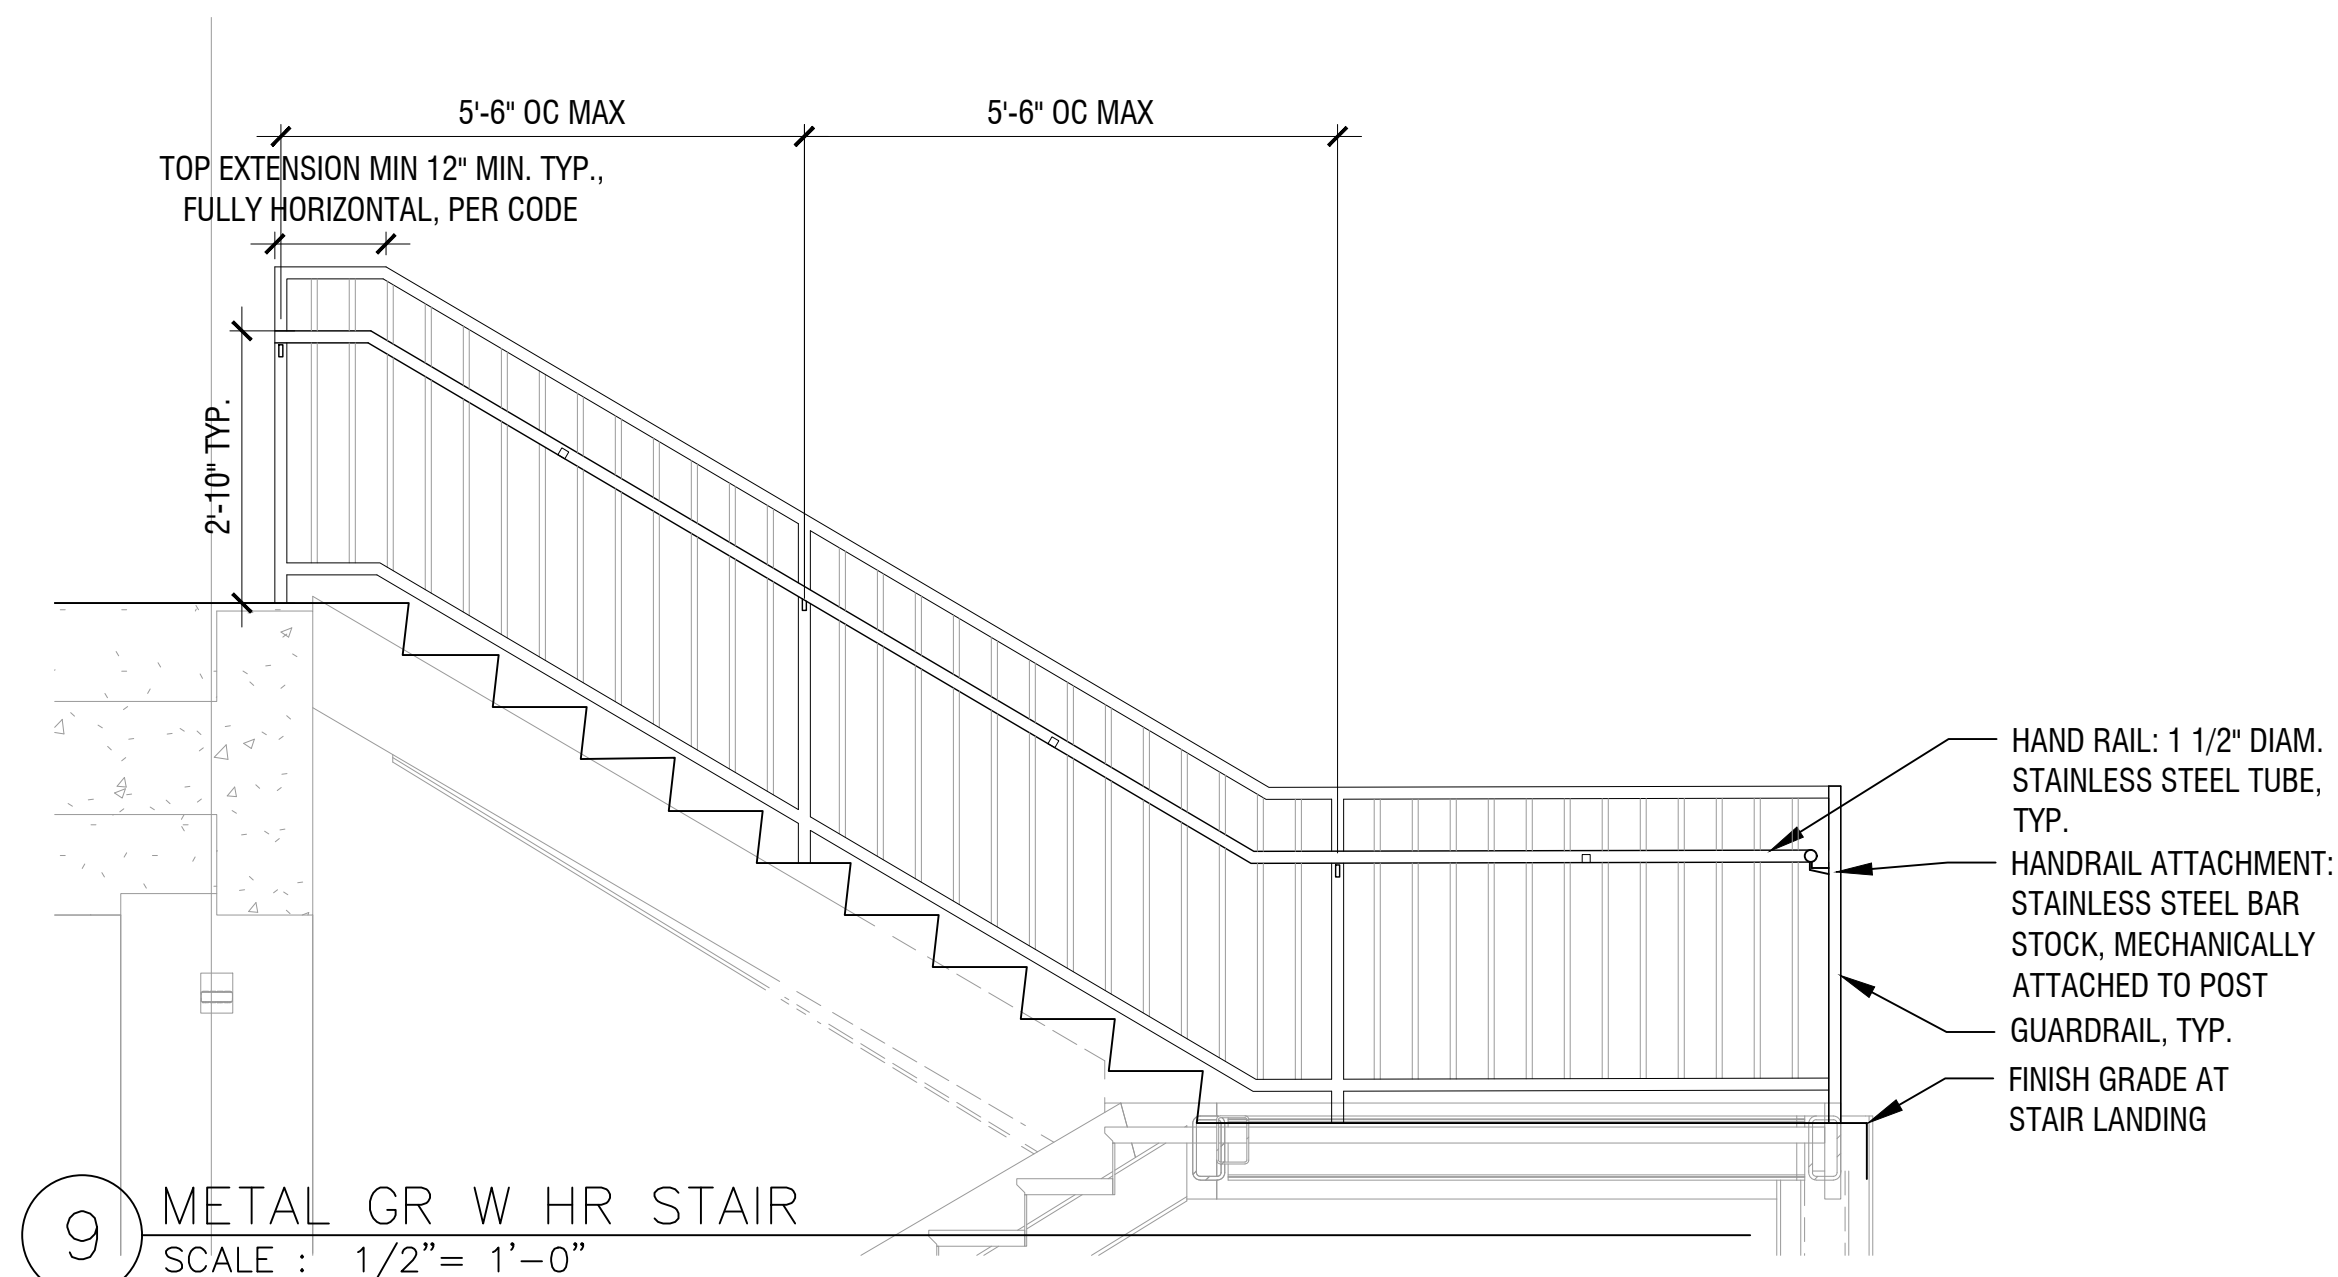 5'-6" OC MAX
5'-6" OC MAX
TOP EXTENSION MIN 12" MIN. TYP.,
FULLY HORIZONTAL, PER CODE
2'-10" TYP.
HAND RAIL: 1 1/2" DIAM.
STAINLESS STEEL TUBE,
TYP.
HANDRAIL ATTACHMENT:
STAINLESS STEEL BAR
STOCK, MECHANICALLY
ATTACHED TO POST
GUARDRAIL, TYP.
FINISH GRADE AT
STAIR LANDING
9
METAL GR W HR STAIR
SCALE : 1/2"= 1'-0"